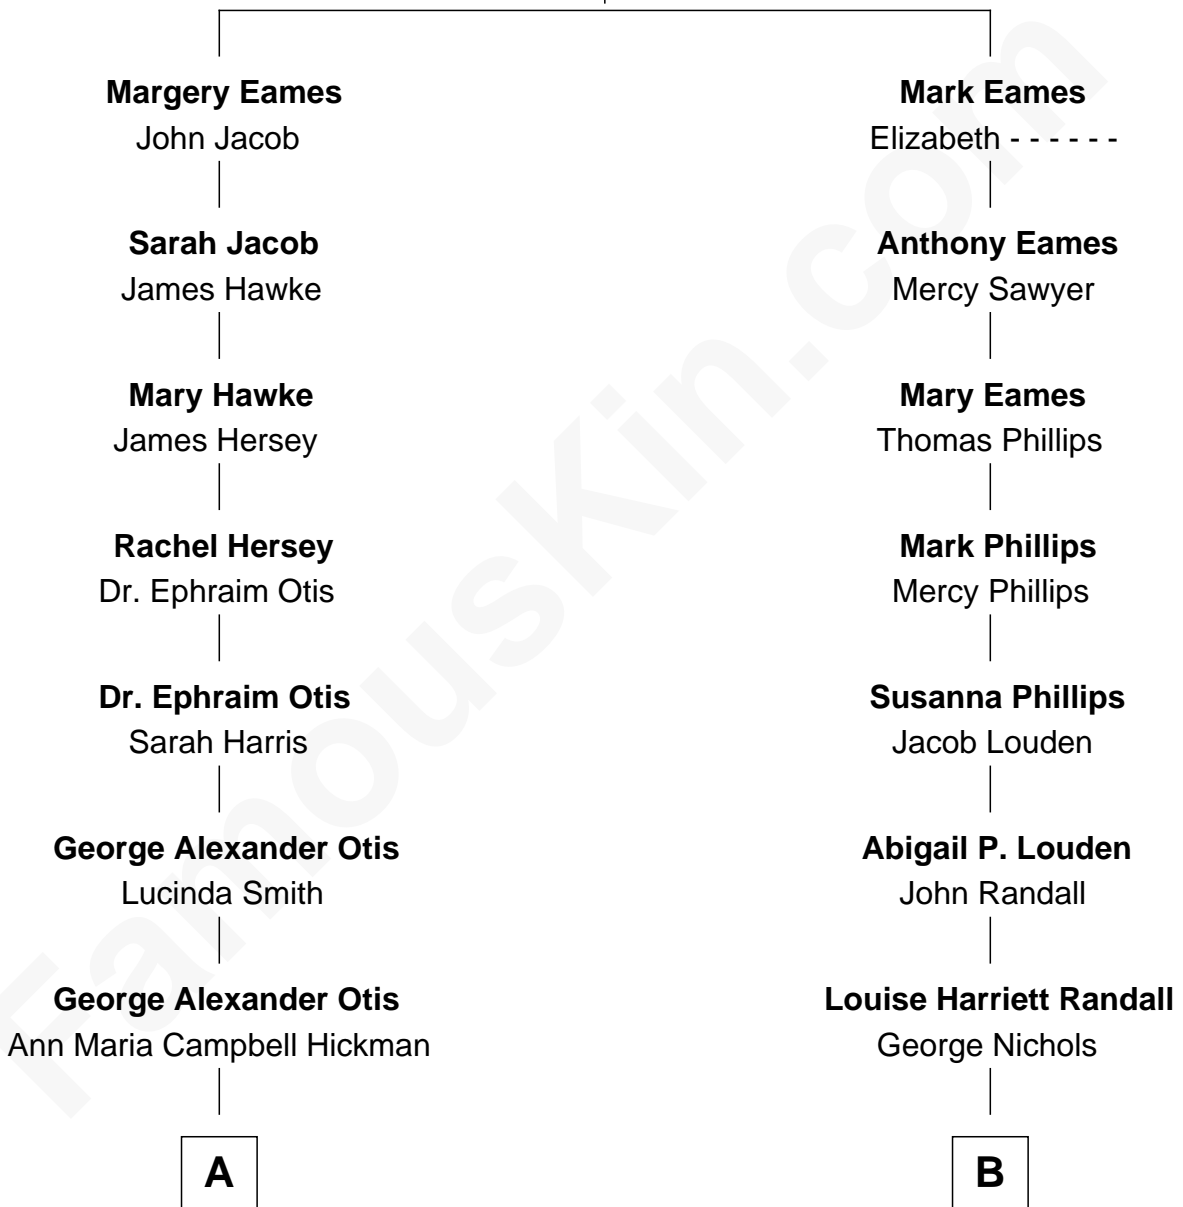 Margery Eames
John Jacob
Sarah Jacob
James Hawke
Mary Hawke
James Hersey
Rachel Hersey
Dr. Ephraim Otis
Dr. Ephraim Otis
Sarah Harris
George Alexander Otis
Lucinda Smith
George Alexander Otis
Ann Maria Campbell Hickman
A
Mark Eames
Elizabeth - - - - - -
Anthony Eames
Mercy Sawyer
Mary Eames
Thomas Phillips
Mark Phillips
Mercy Phillips
Susanna Phillips
Jacob Louden
Abigail P. Louden
John Randall
Louise Harriett Randall
George Nichols
B
FamousKin.com